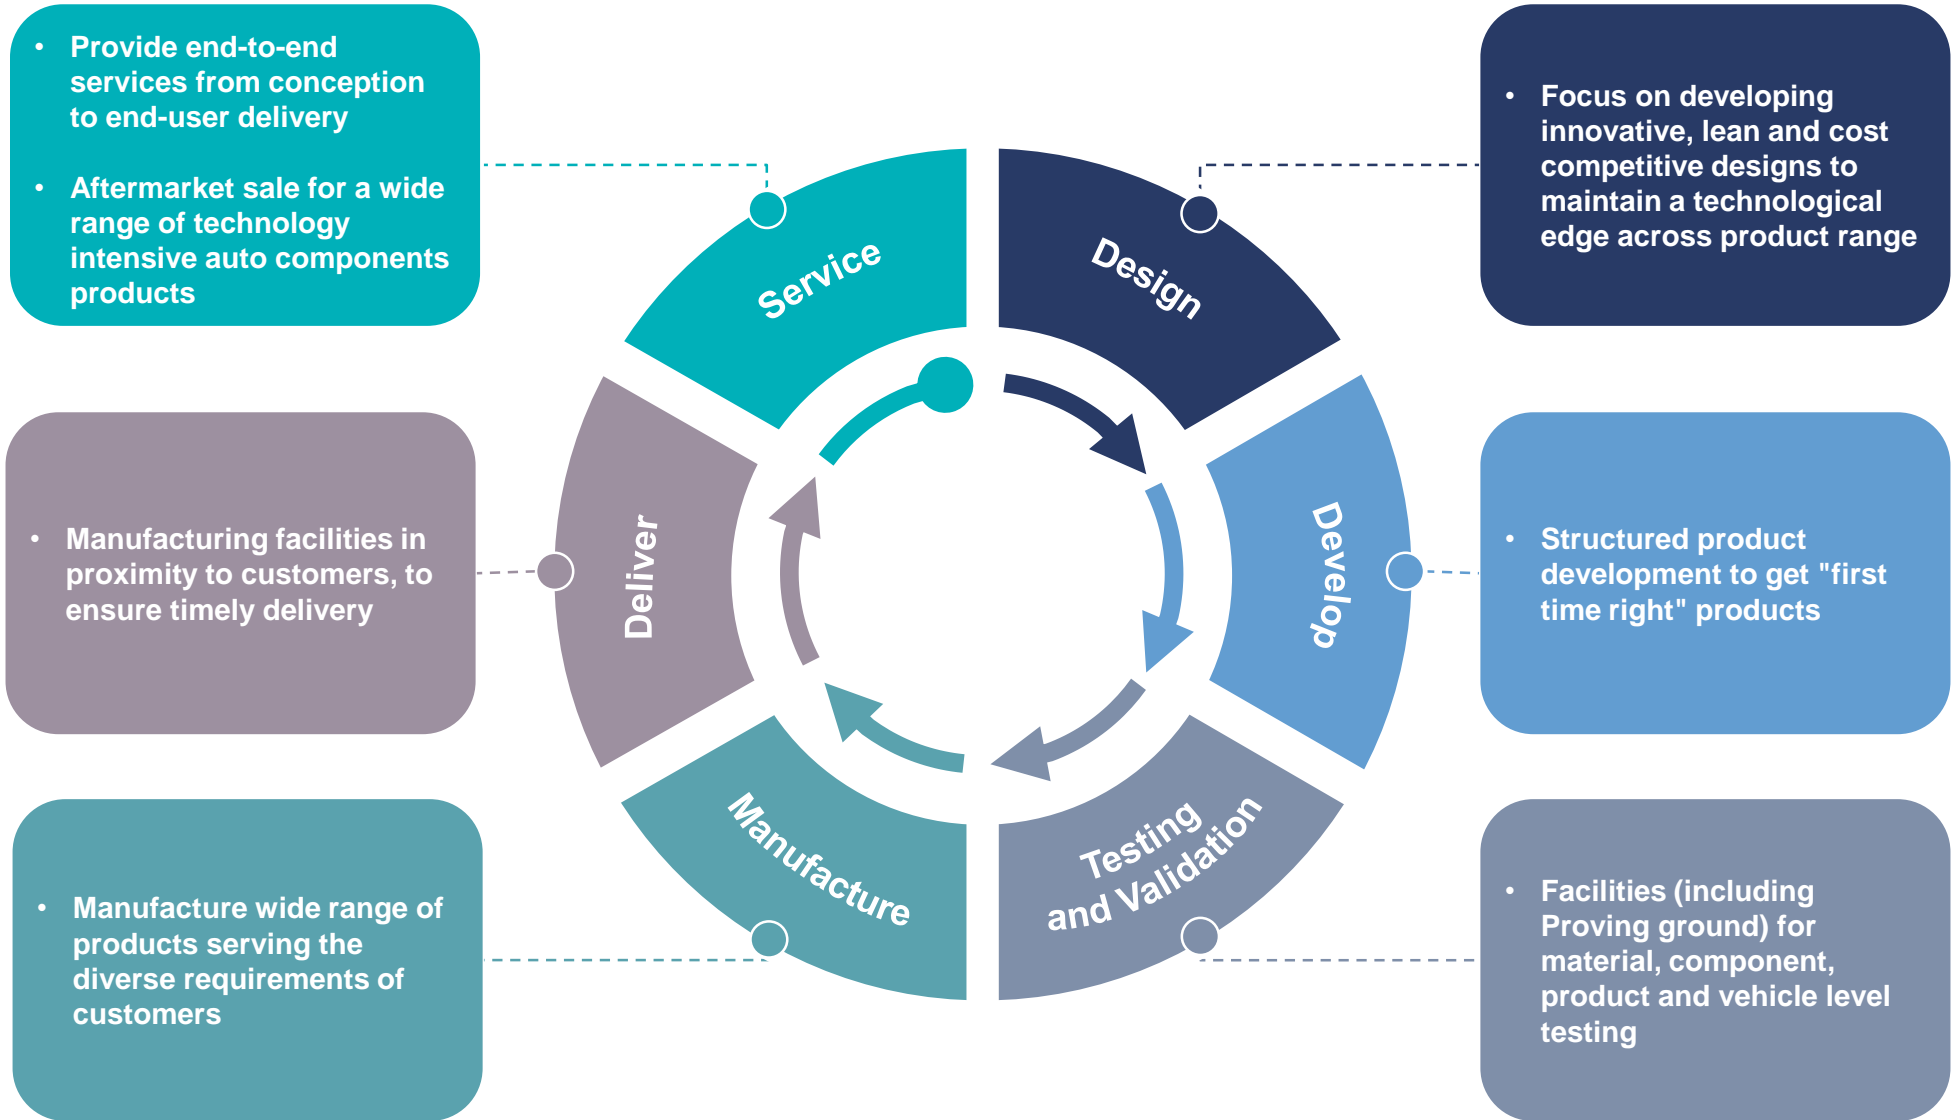 • Provide end-to-end
services from conception
to end-user delivery
• Aftermarket sale for a wide
range of technology
intensive auto components
products
• Focus on developing
innovative, lean and cost
competitive designs to
maintain a technological
edge across product range
Service
Design
• Manufacturing facilities in
proximity to customers, to
ensure timely delivery
Deliver
Develop
• Structured product
development to get "first
time right" products
• Manufacture wide range of
products serving the
diverse requirements of
customers
Manufacture
Testing
and Validation
• Facilities (including
Proving ground) for
material, component,
product and vehicle level
testing